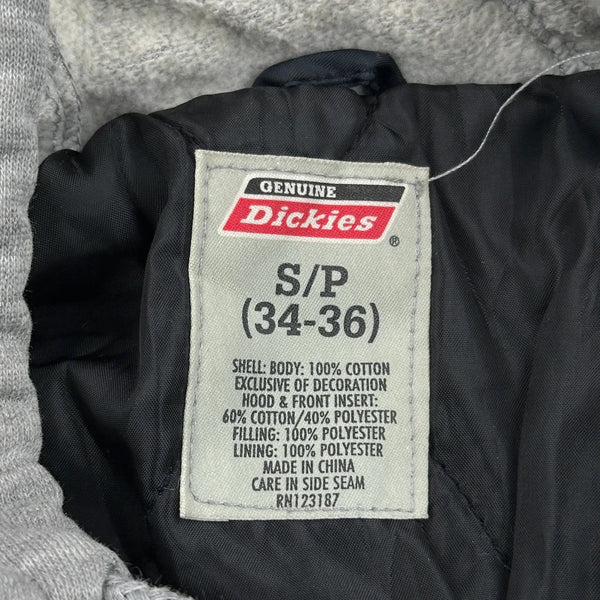 GENUINE
Dickies
®
S/P
(34-36)
SHELL: BODY: 100% COTTON
EXCLUSIVE OF DECORATION
HOOD & FRONT INSERT:
60% COTTON/40% POLYESTER
FILLING: 100% POLYESTER
LINING: 100% POLYESTER
MADE IN CHINA
CARE IN SIDE SEAM
RN123187